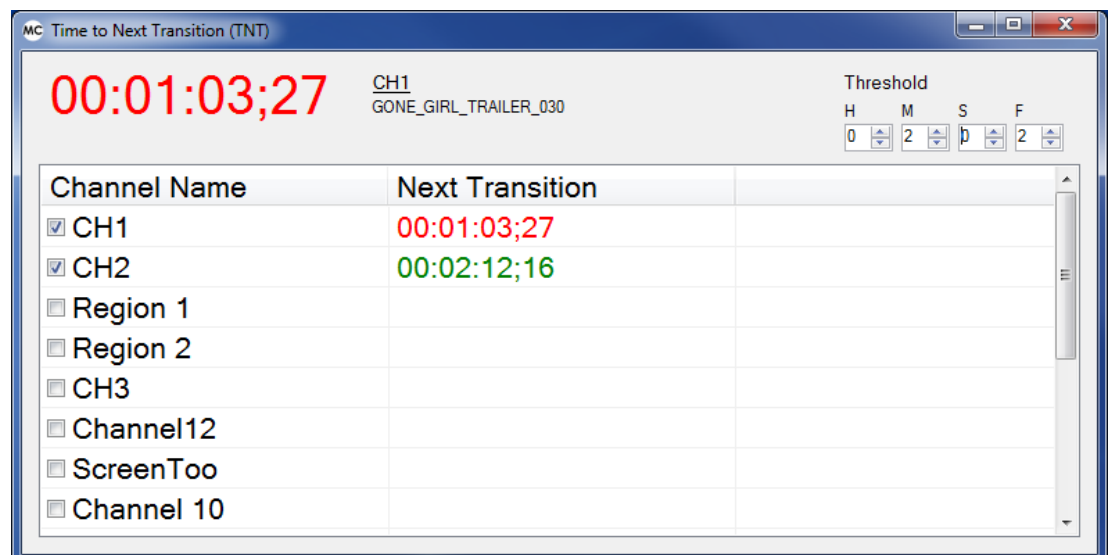 MC Time to Next Transition (TNT)
00:01:03;27
CH1
GONE_GIRL_TRAILER_030
Threshold
H M S F
0 2 0 2
Channel Name Next Transition
CH1 00:01:03;27
CH2 00:02:12;16
Region 1
Region 2
CH3
Channel12
ScreenToo
Channel 10